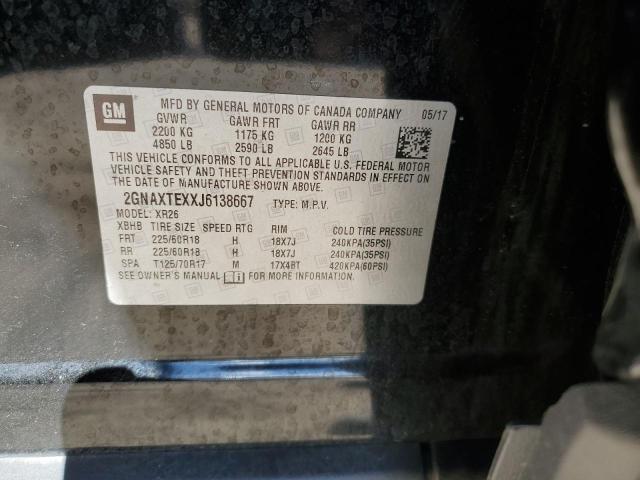 GM
MFD BY GENERAL MOTORS OF CANADA COMPANY 05/17
GVWR GAWR FRT GAWR RR
2200 KG 1175 KG 1200 KG
4850 LB 2590 LB 2645 LB
THIS VEHICLE CONFORMS TO ALL APPLICABLE U.S. FEDERAL MOTOR
VEHICLE SAFETY AND THEFT PREVENTION STANDARDS IN EFFECT ON
THE DATE OF MANUFACTURE SHOWN ABOVE.
2GNAXTEXXJ6138667 TYPE: M.P.V.
MODEL: XR26
XBHB TIRE SIZE SPEED RTG RIM COLD TIRE PRESSURE
FRT 225/60R18 H 18X7J 240KPA(35PSI)
RR 225/60R18 H 18X7J 240KPA(35PSI)
SPA T125/70R17 M 17X4BT 420KPA(60PSI)
SEE OWNER'S MANUAL FOR MORE INFORMATION.